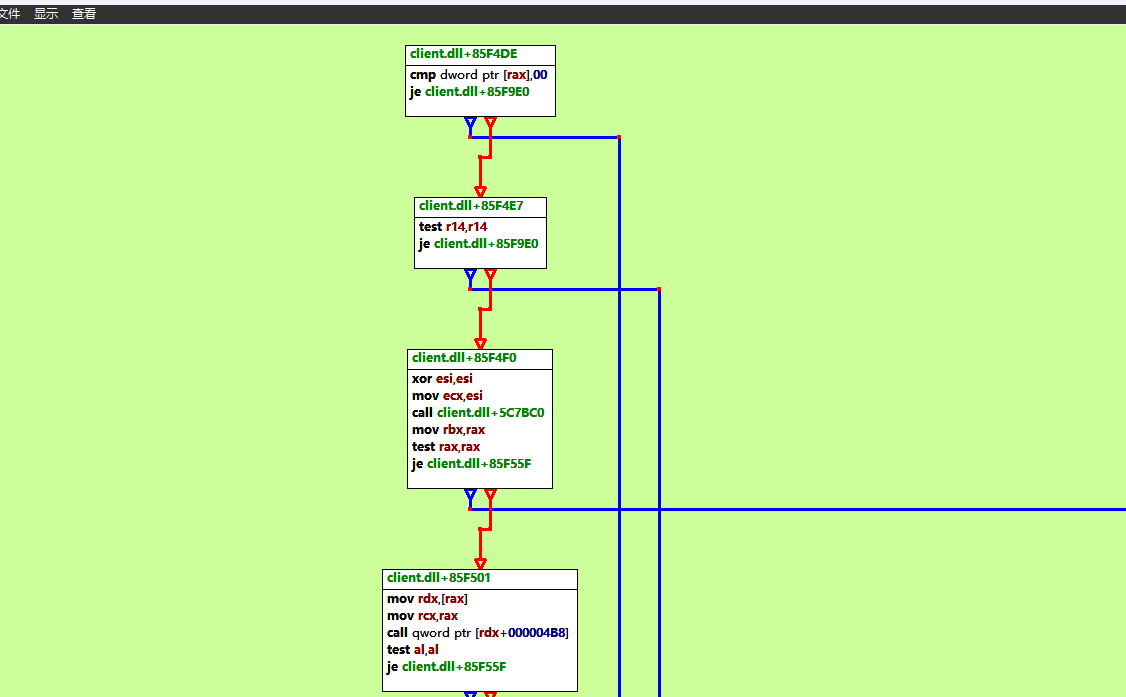 文件 显示 查看
client.dll+85F4DE
cmp dword ptr [rax],00
je client.dll+85F9E0
client.dll+85F4E7
test r14,r14
je client.dll+85F9E0
client.dll+85F4F0
xor esi,esi
mov ecx,esi
call client.dll+5C7BC0
mov rbx,rax
test rax,rax
je client.dll+85F55F
client.dll+85F501
mov rdx,[rax]
mov rcx,rax
call qword ptr [rdx+000004B8]
test al,al
je client.dll+85F55F